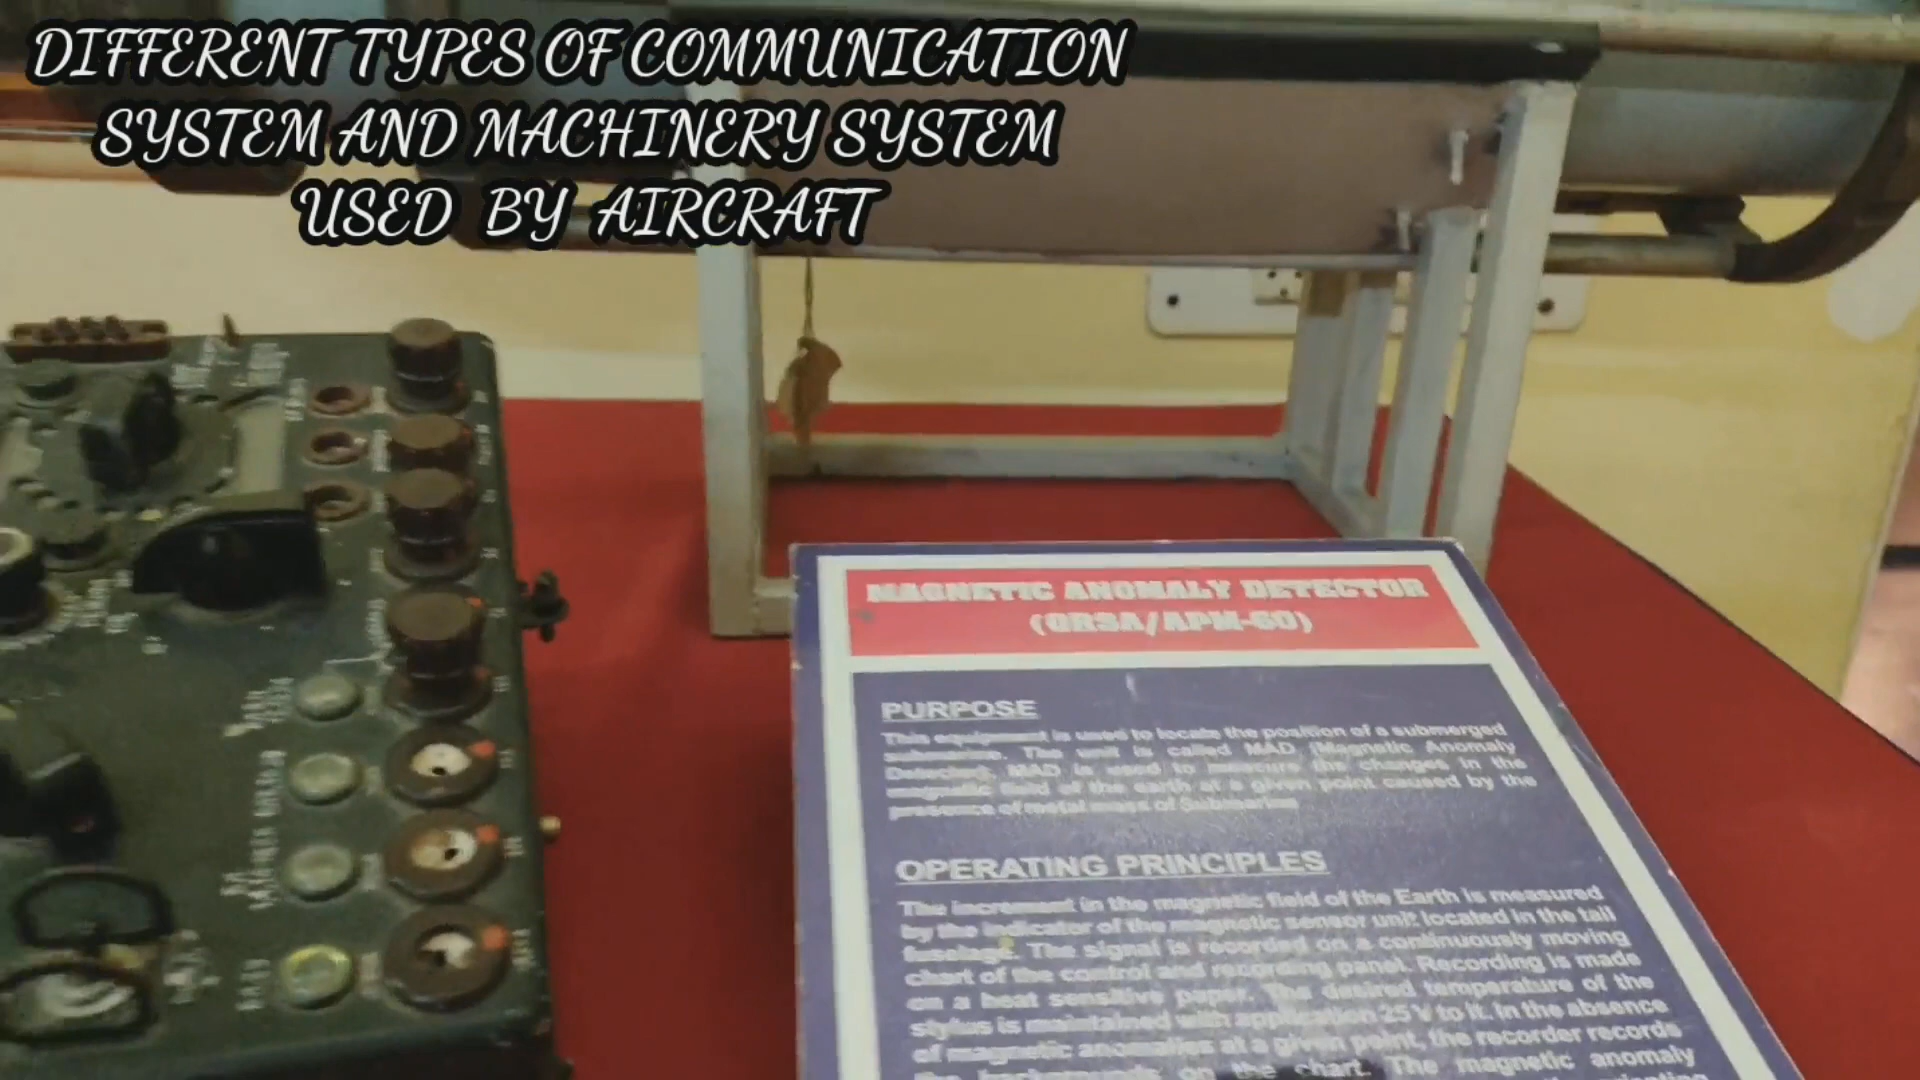 DIFFERENT TYPES OF COMMUNICATION
SYSTEM AND MACHINERY SYSTEM
USED BY AIRCRAFT
MAGNETIC ANOMALY DETECTOR
(ORSA/APM-60)
PURPOSE
This equipment is used to locate the position of a submerged
submarine. The unit is called MAD (Magnetic Anomaly
Detector). MAD is used to measure the changes in the
magnetic field of the earth at a given point caused by the
presence of metal mass of Submarine
OPERATING PRINCIPLES
The increment in the magnetic field of the Earth is measured
by the indicator of the magnetic sensor unit located in the tail
fuselage. The signal is recorded on a continuously moving
chart of the control and recording panel. Recording is made
on a heat sensitive paper. The desired temperature of the
stylus is maintained with application 25 V to it. In the absence
of magnetic anomalies at a given point, the recorder records
on the chart. The magnetic anomaly